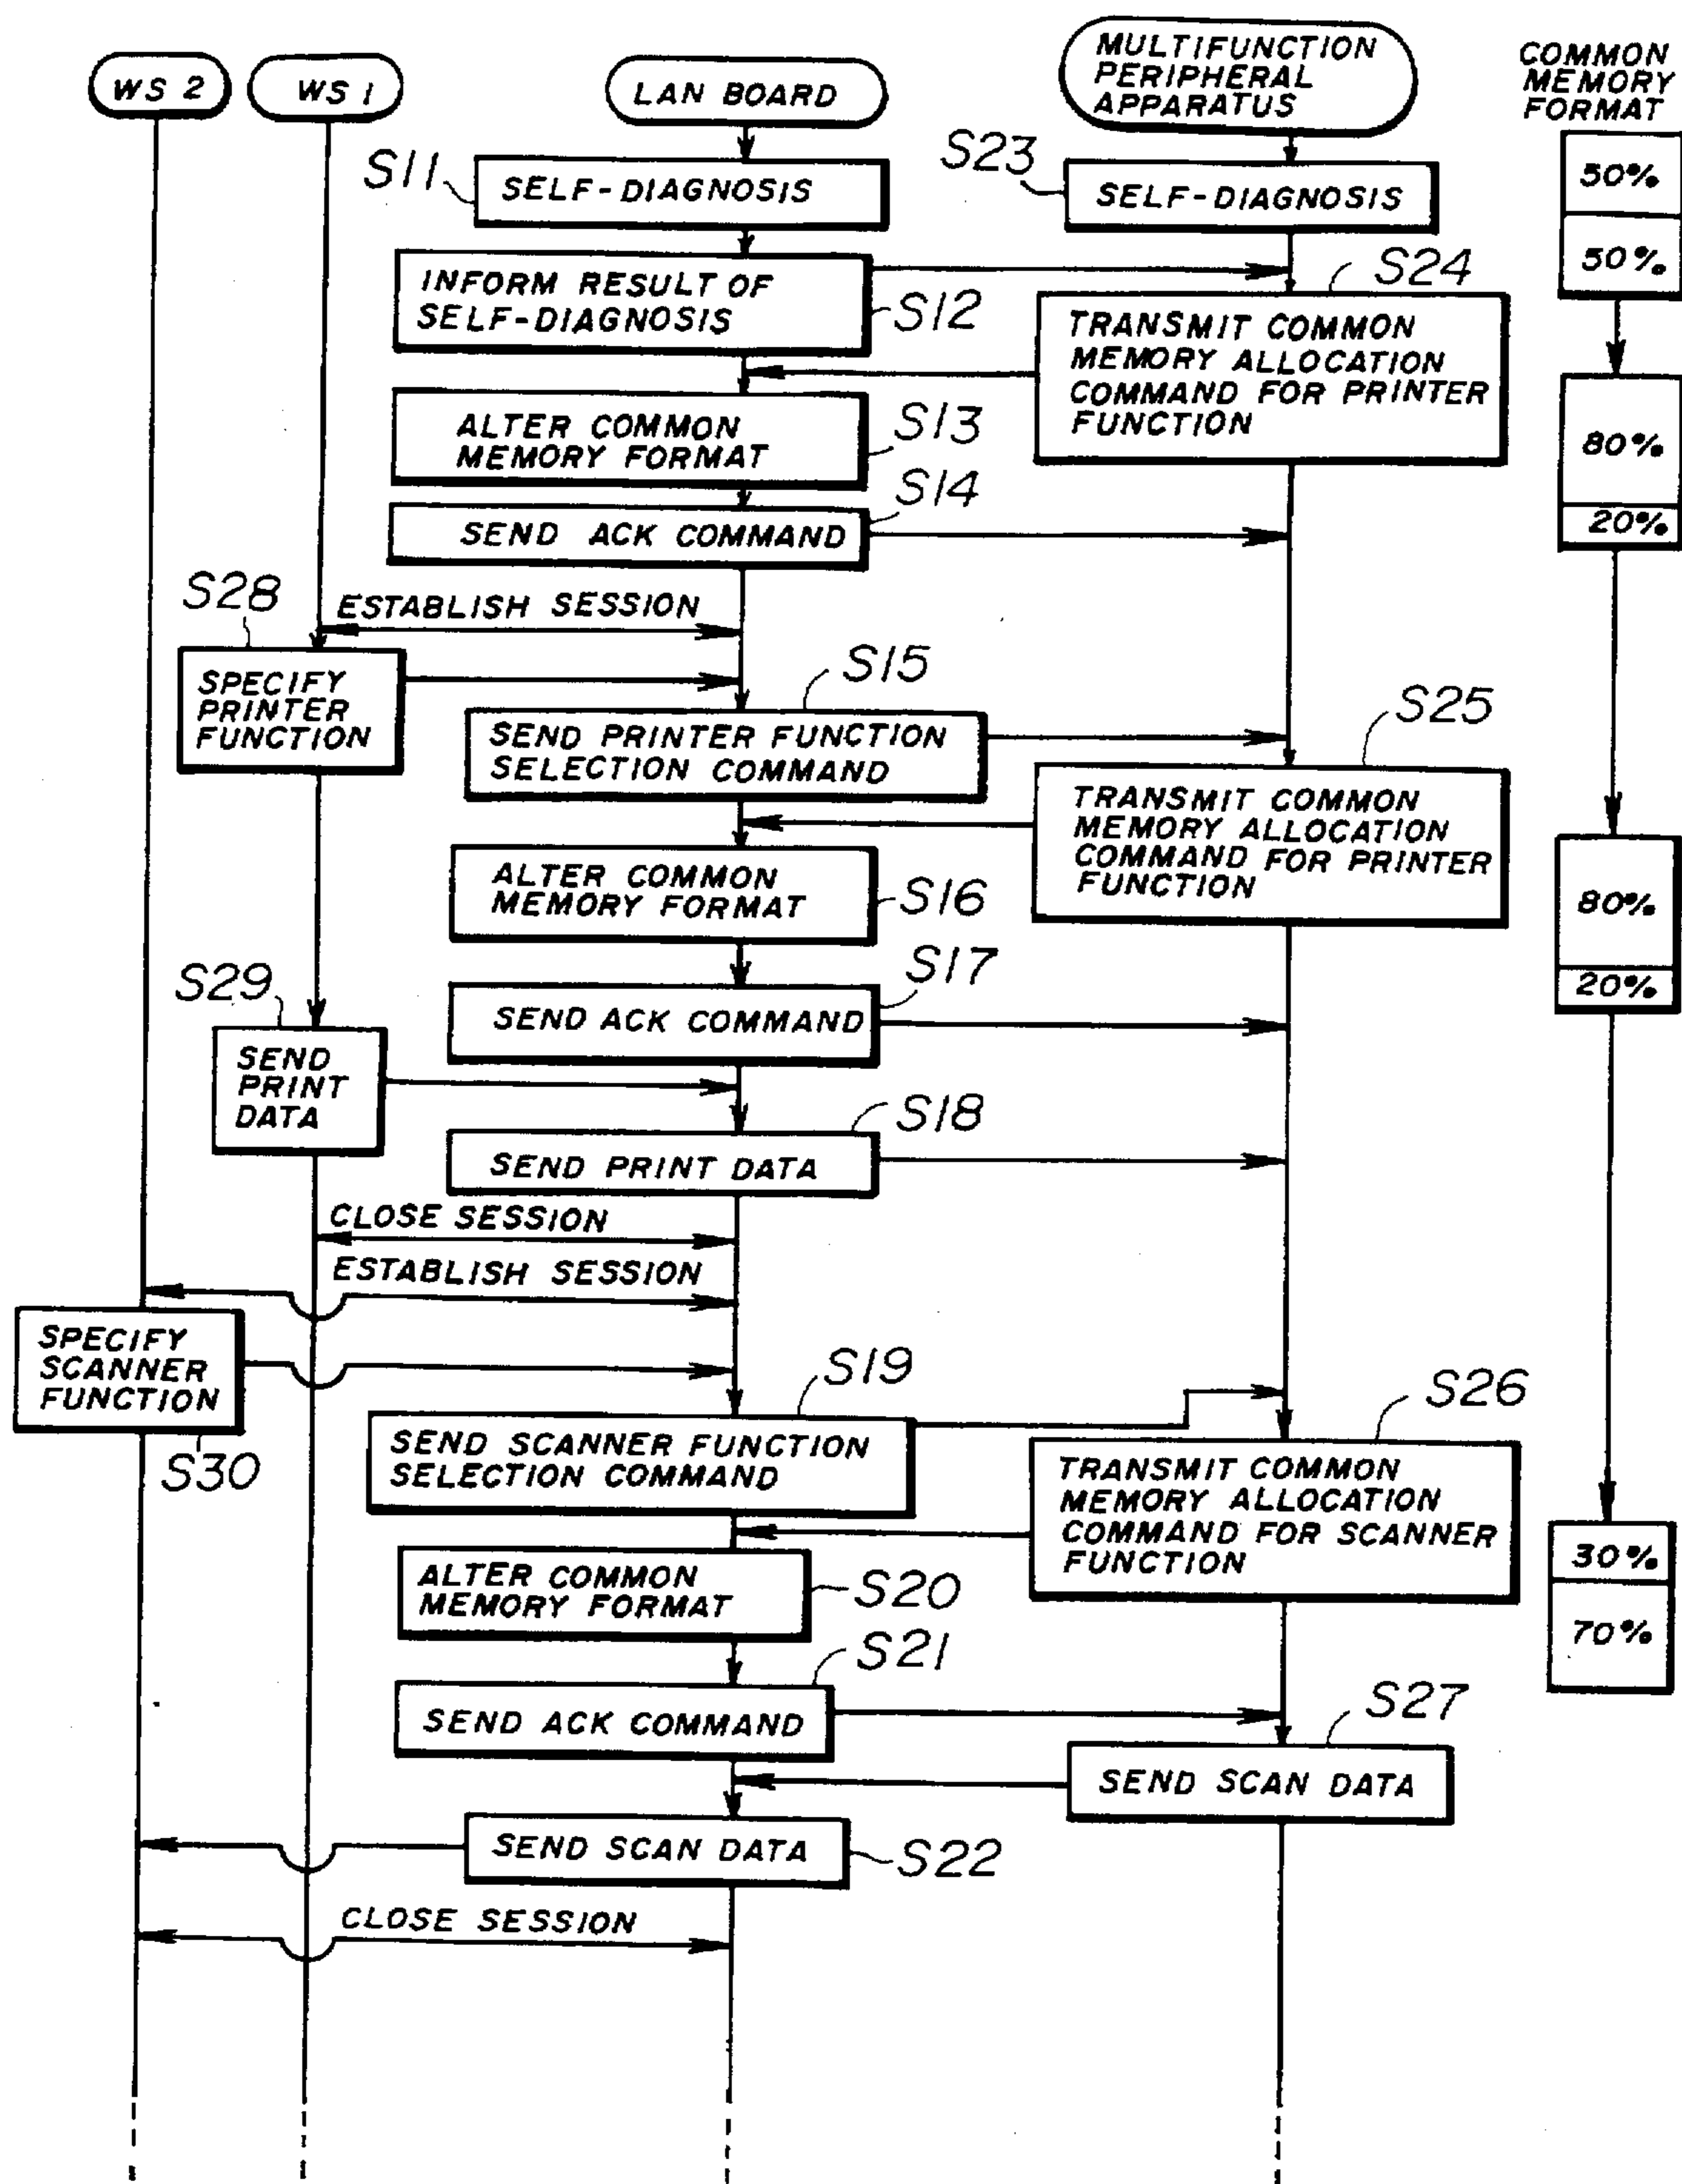 WS 2
WS 1
LAN BOARD
MULTIFUNCTION
PERIPHERAL
APPARATUS
COMMON
MEMORY
FORMAT
S11
SELF-DIAGNOSIS
S23
SELF-DIAGNOSIS
50%
50%
INFORM RESULT OF
SELF-DIAGNOSIS
S12
S24
TRANSMIT COMMON
MEMORY ALLOCATION
COMMAND FOR PRINTER
FUNCTION
ALTER COMMON
MEMORY FORMAT
S13
80%
20%
S14
SEND ACK COMMAND
S28
ESTABLISH SESSION
SPECIFY
PRINTER
FUNCTION
S15
SEND PRINTER FUNCTION
SELECTION COMMAND
S25
TRANSMIT COMMON
MEMORY ALLOCATION
COMMAND FOR PRINTER
FUNCTION
ALTER COMMON
MEMORY FORMAT
S16
80%
20%
S17
SEND ACK COMMAND
S29
SEND
PRINT
DATA
S18
SEND PRINT DATA
CLOSE SESSION
ESTABLISH SESSION
SPECIFY
SCANNER
FUNCTION
S30
S19
SEND SCANNER FUNCTION
SELECTION COMMAND
S26
TRANSMIT COMMON
MEMORY ALLOCATION
COMMAND FOR SCANNER
FUNCTION
30%
70%
ALTER COMMON
MEMORY FORMAT
S20
S21
SEND ACK COMMAND
S27
SEND SCAN DATA
SEND SCAN DATA
S22
CLOSE SESSION